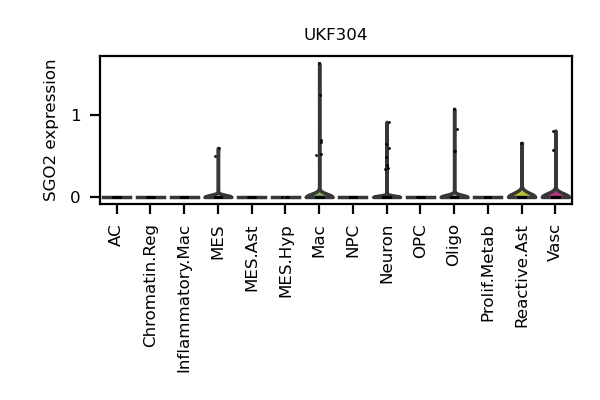 UKF304
SGO2 expression
1
0
AC
Chromatin.Reg
Inflammatory.Mac
MES
MES.Ast
MES.Hyp
Mac
NPC
Neuron
OPC
Oligo
Prolif.Metab
Reactive.Ast
Vasc